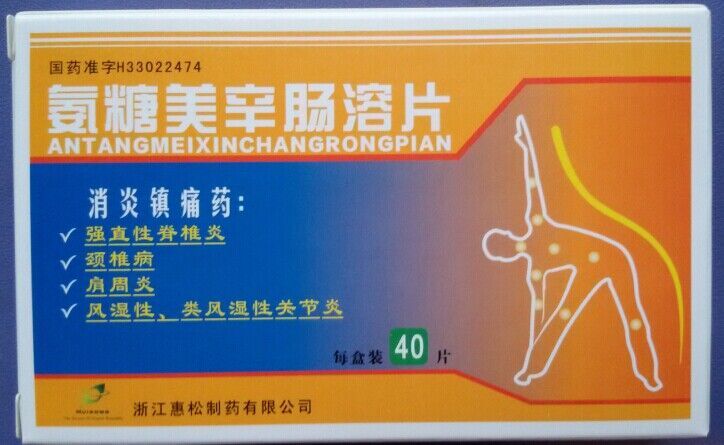 国药准字H33022474
氨糖美辛肠溶片
ANTANGMEIXINCHANGRONGPIAN
消炎镇痛药:
✓ 强直性脊椎炎
✓ 颈椎病
✓ 肩周炎
✓ 风湿性、类风湿性关节炎
每盒装 40 片
浙江惠松制药有限公司